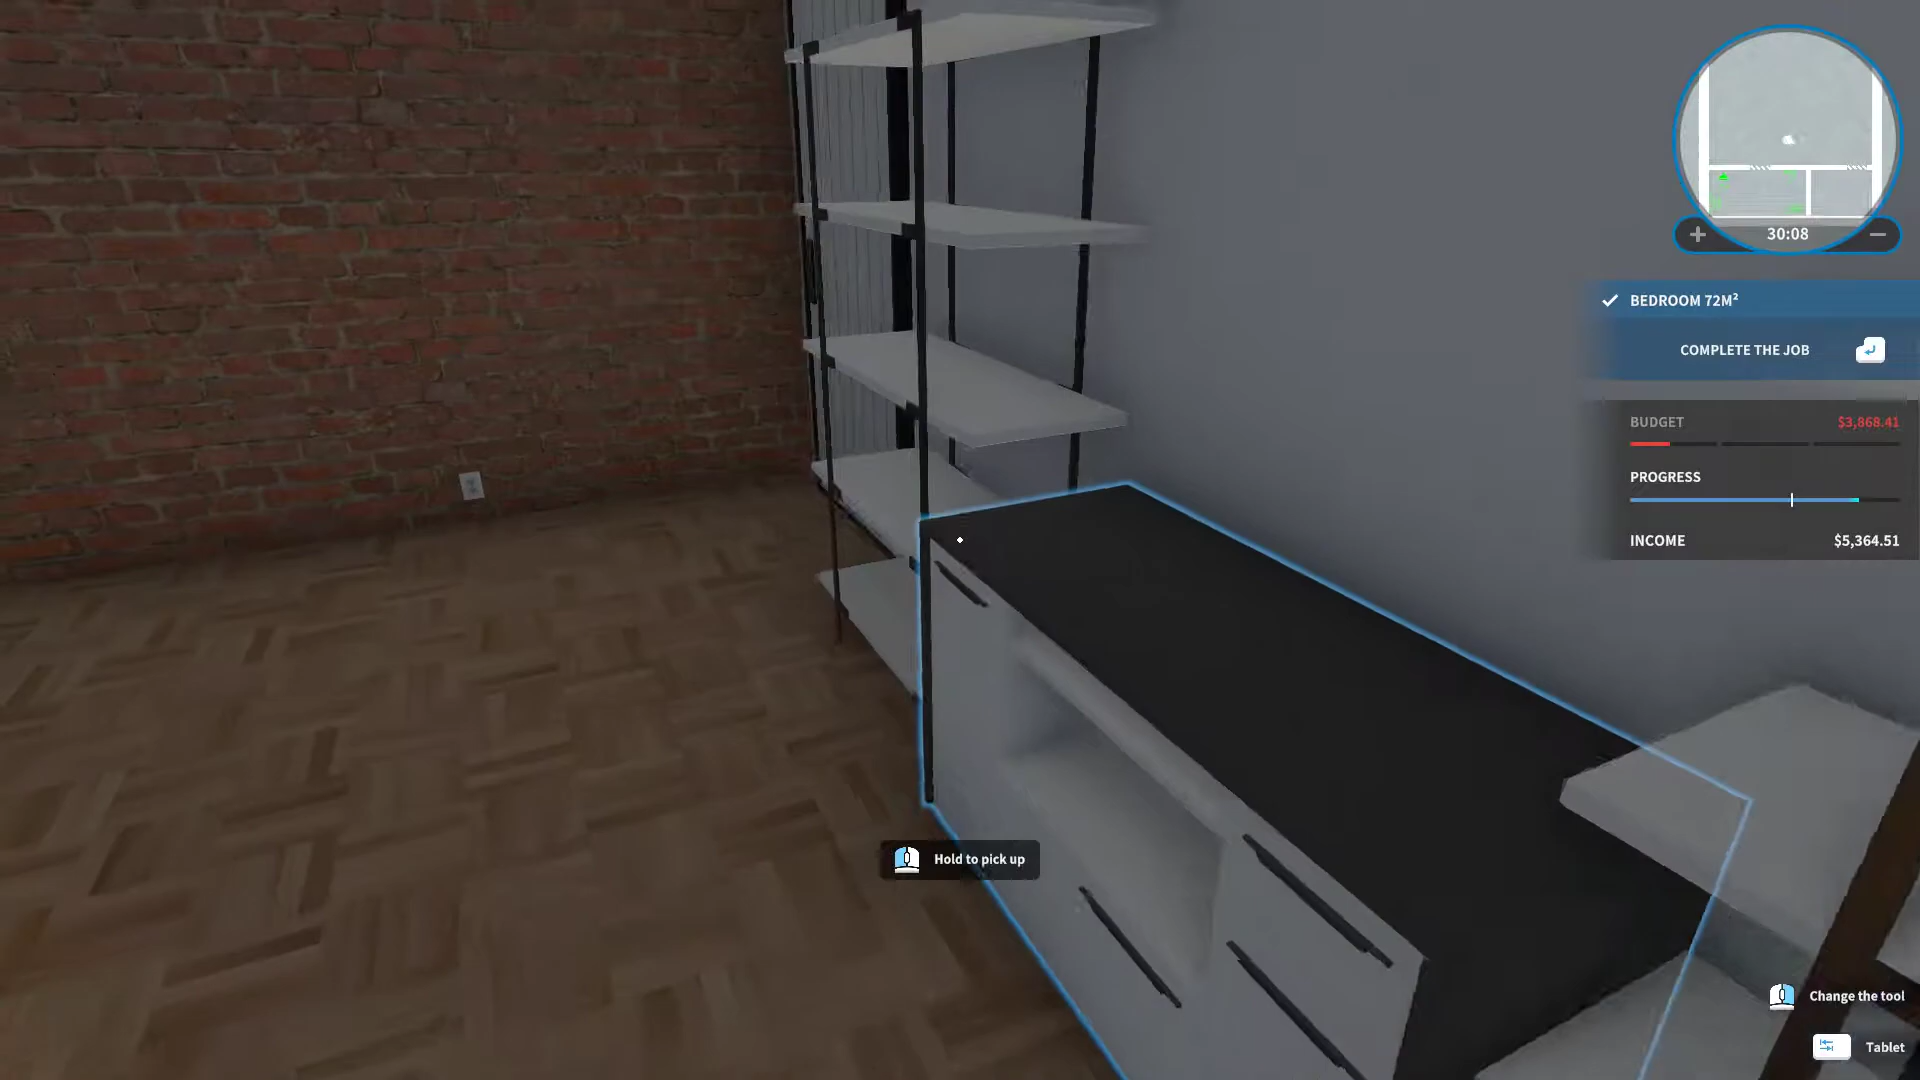 30:08
BEDROOM 72M²
COMPLETE THE JOB
BUDGET $3,868.41
PROGRESS
INCOME $5,364.51
Hold to pick up
Change the tool
Tablet